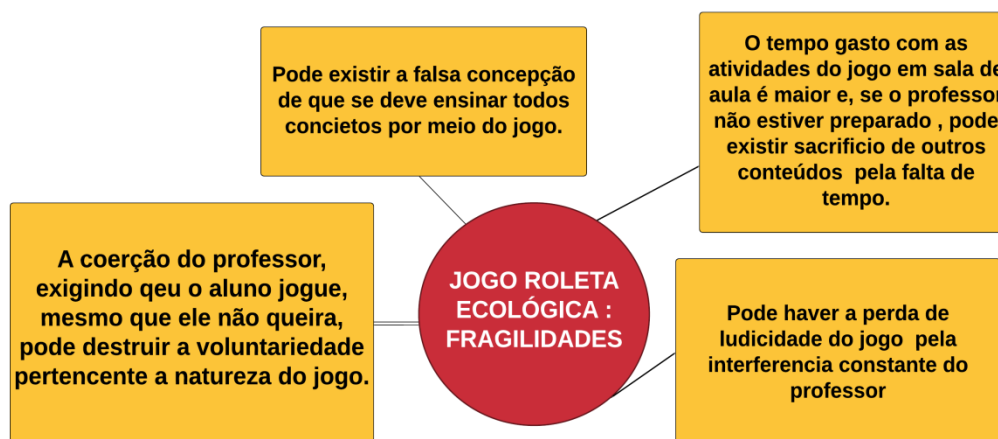 Pode existir a falsa concepção
de que se deve ensinar todos
concietos por meio do jogo.
O tempo gasto com as
atividades do jogo em sala de
aula é maior e, se o professor
não estiver preparado , pode
existir sacrificio de outros
conteúdos pela falta de
tempo.
A coerção do professor,
exigindo qeu o aluno jogue,
mesmo que ele não queira,
pode destruir a voluntariedade
pertencente a natureza do jogo.
JOGO ROLETA
ECOLÓGICA :
FRAGILIDADES
Pode haver a perda de
ludicidade do jogo pela
interferencia constante do
professor